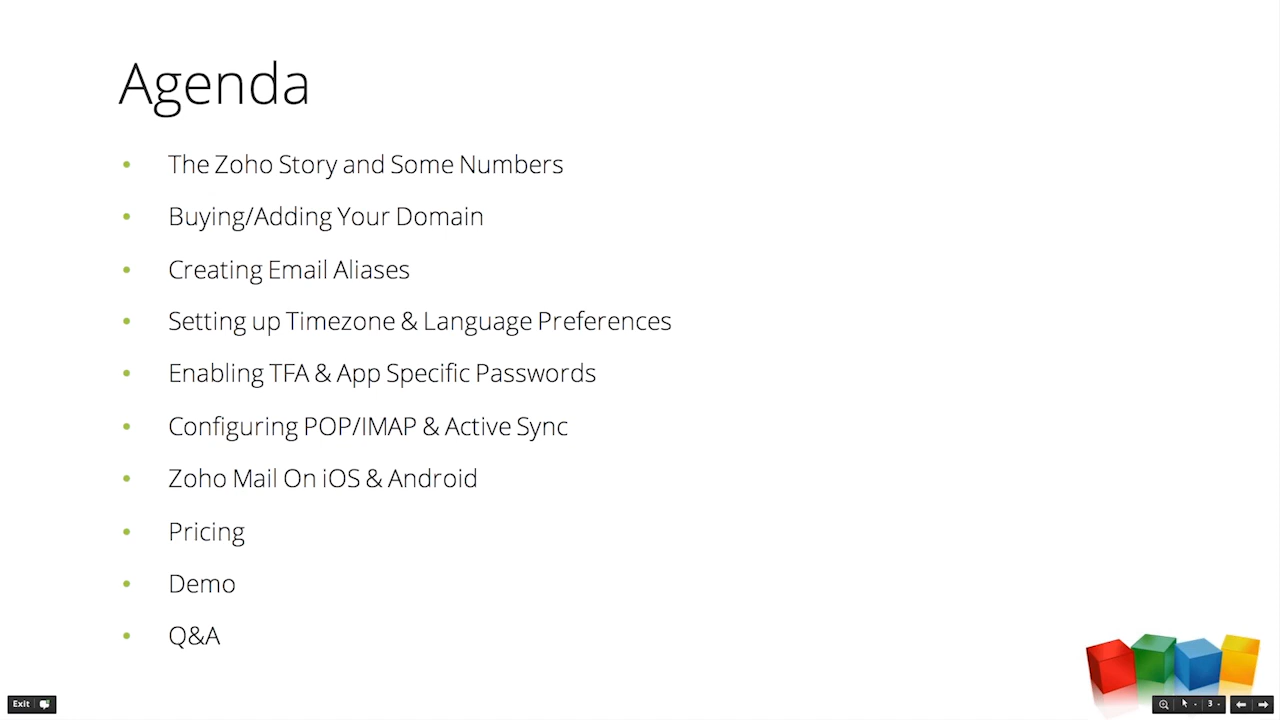 Agenda
• The Zoho Story and Some Numbers
• Buying/Adding Your Domain
• Creating Email Aliases
• Setting up Timezone & Language Preferences
• Enabling TFA & App Specific Passwords
• Configuring POP/IMAP & Active Sync
• Zoho Mail On iOS & Android
• Pricing
• Demo
• Q&A
Exit
3